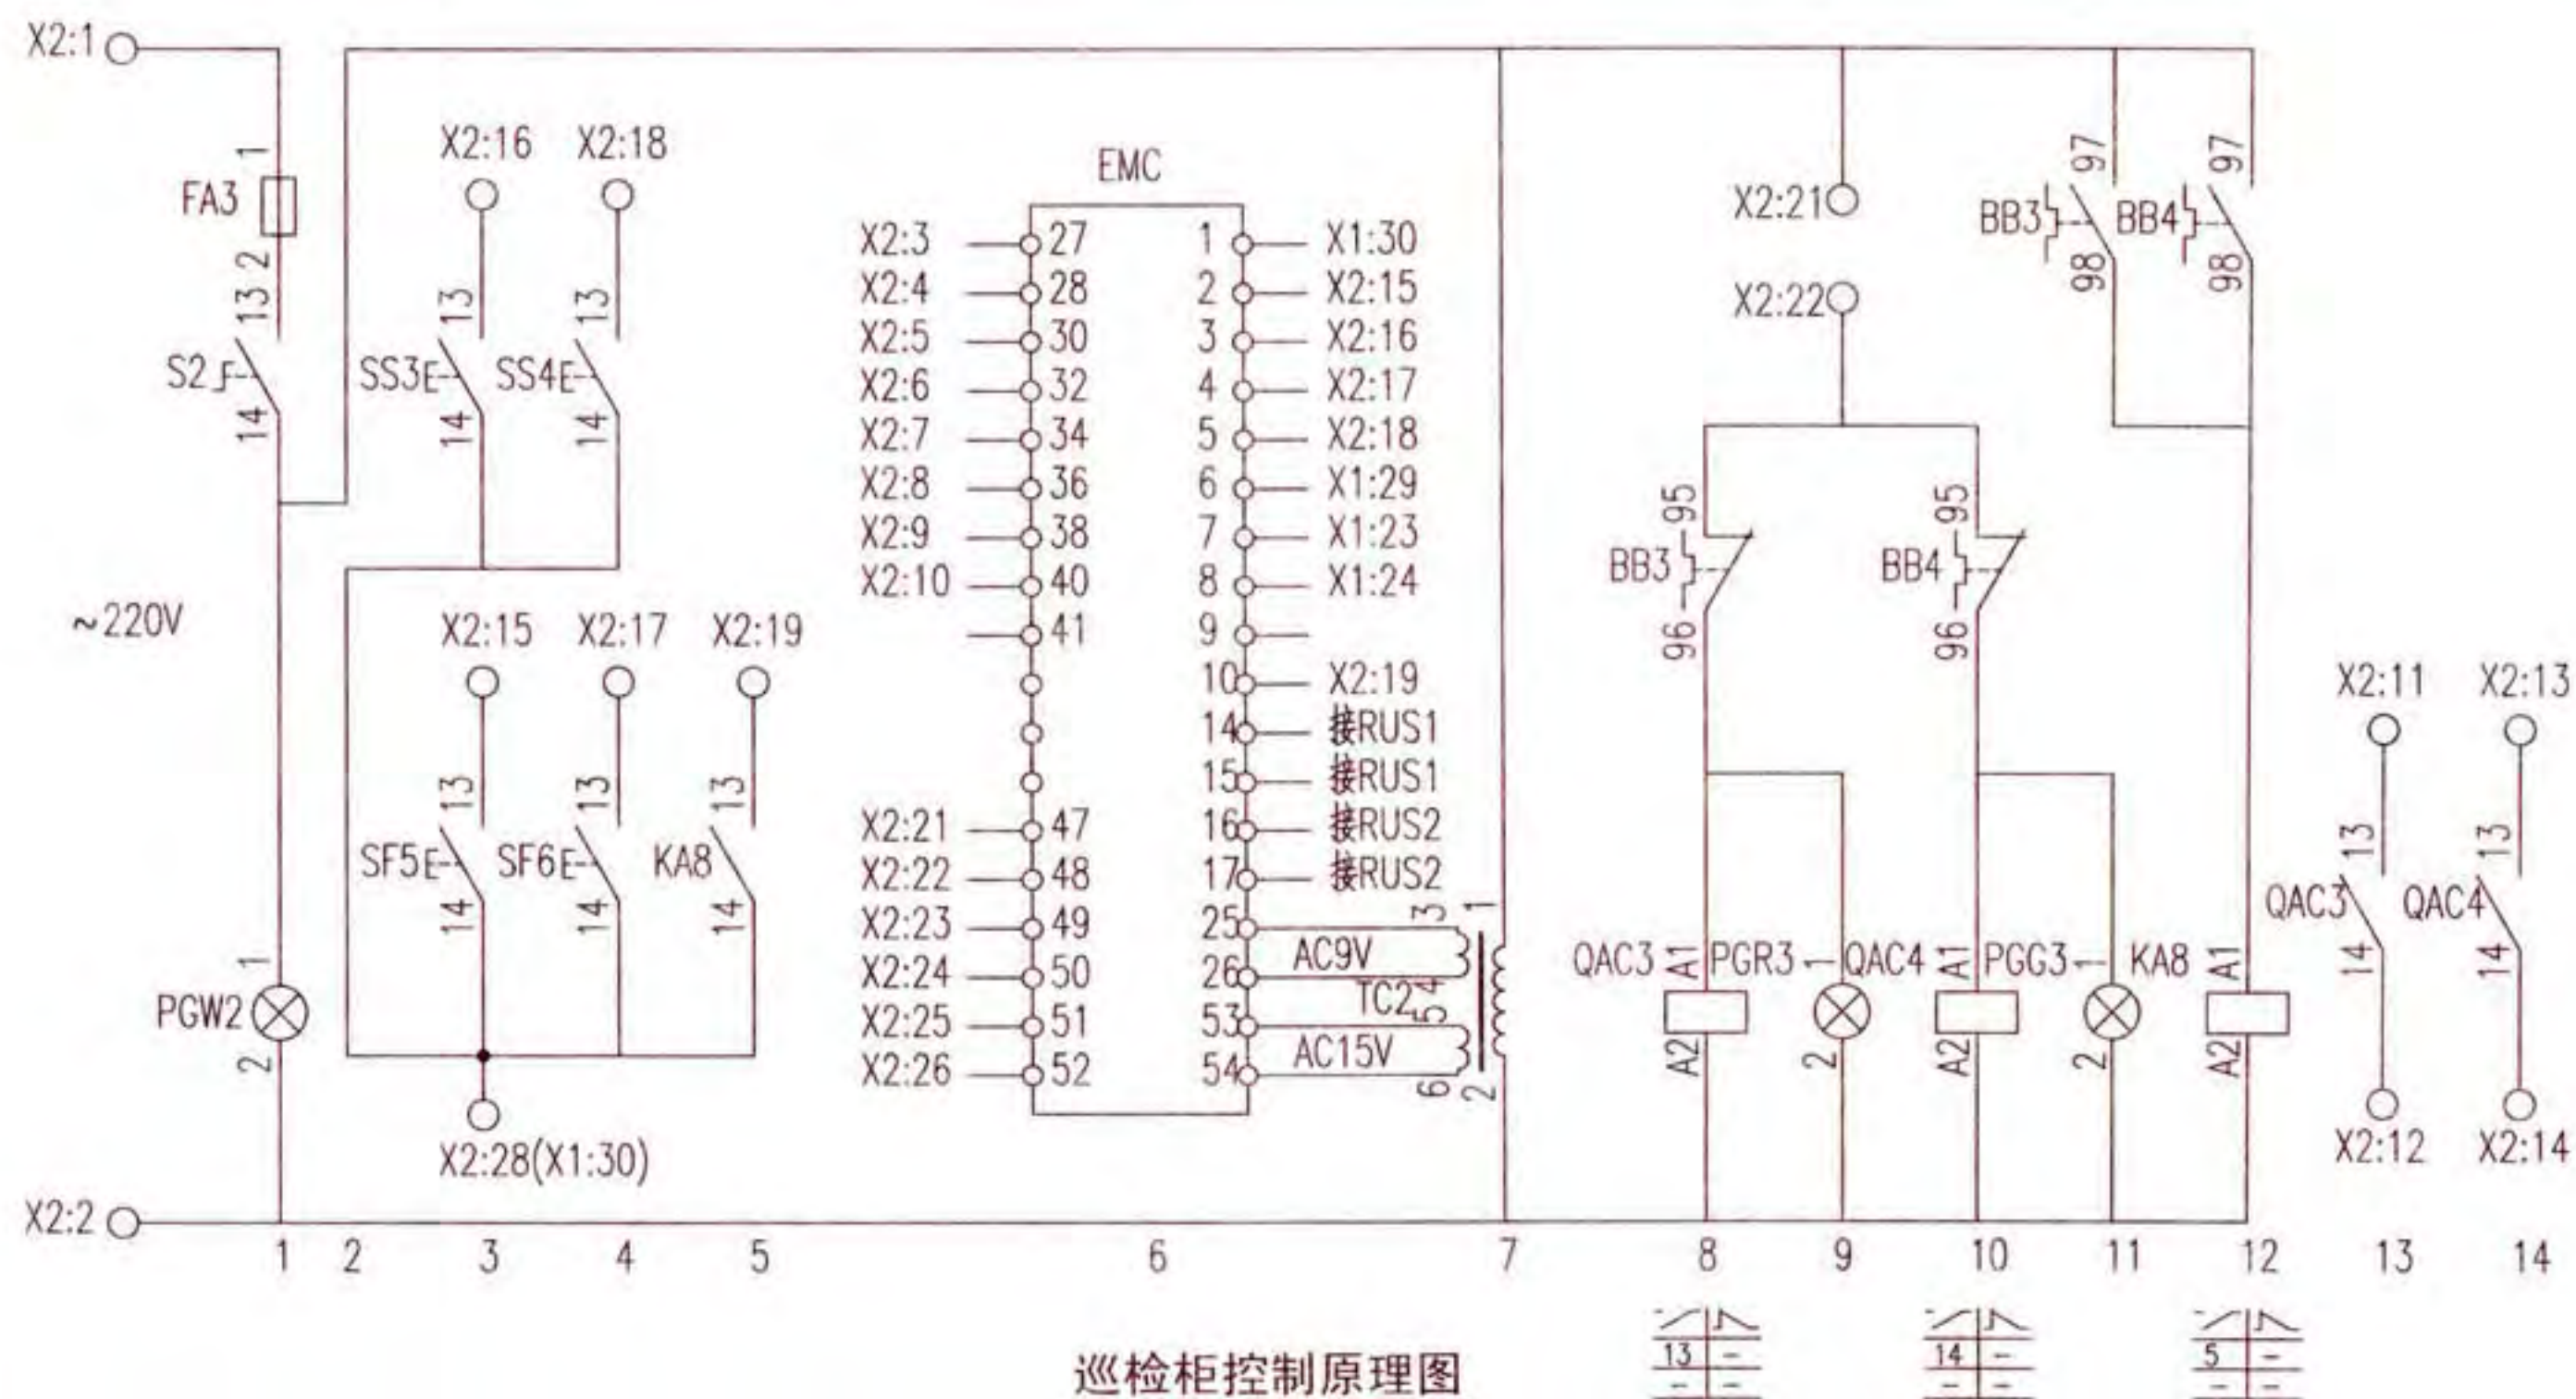 X2:1
X2:16 X2:18
EMC
1
FA3
2
13
S2
14
13
SS3
14
13
SS4
14
~220V
X2:15 X2:17 X2:19
13
SF5
14
13
SF6
14
13
KA8
14
1
PGW2
2
X2:28(X1:30)
X2:2
X2:3 27 1 X1:30
X2:4 28 2 X2:15
X2:5 30 3 X2:16
X2:6 32 4 X2:17
X2:7 34 5 X2:18
X2:8 36 6 X1:29
X2:9 38 7 X1:23
X2:10 40 8 X1:24
41 9
10 X2:19
14 接RUS1
15 接RUS1
X2:21 47 16 接RUS2
X2:22 48 17 接RUS2
X2:23 49 25
X2:24 50 26
X2:25 51 53
X2:26 52 54
AC9V
AC15V
TC2
3 1
4
5
6 2
X2:21
X2:22
97
BB3
98
97
BB4
98
95
BB3
96
95
BB4
96
QAC3 A1 PGR3 1 QAC4 A1 PGG3 1 KA8 A1
A2 2 A2 2 A2
X2:11 X2:13
13
QAC3
14
13
QAC4
14
X2:12 X2:14
1 2 3 4 5 6 7 8 9 10 11 12 13 14
13 -
- -
14 -
- -
5 -
- -
巡检柜控制原理图